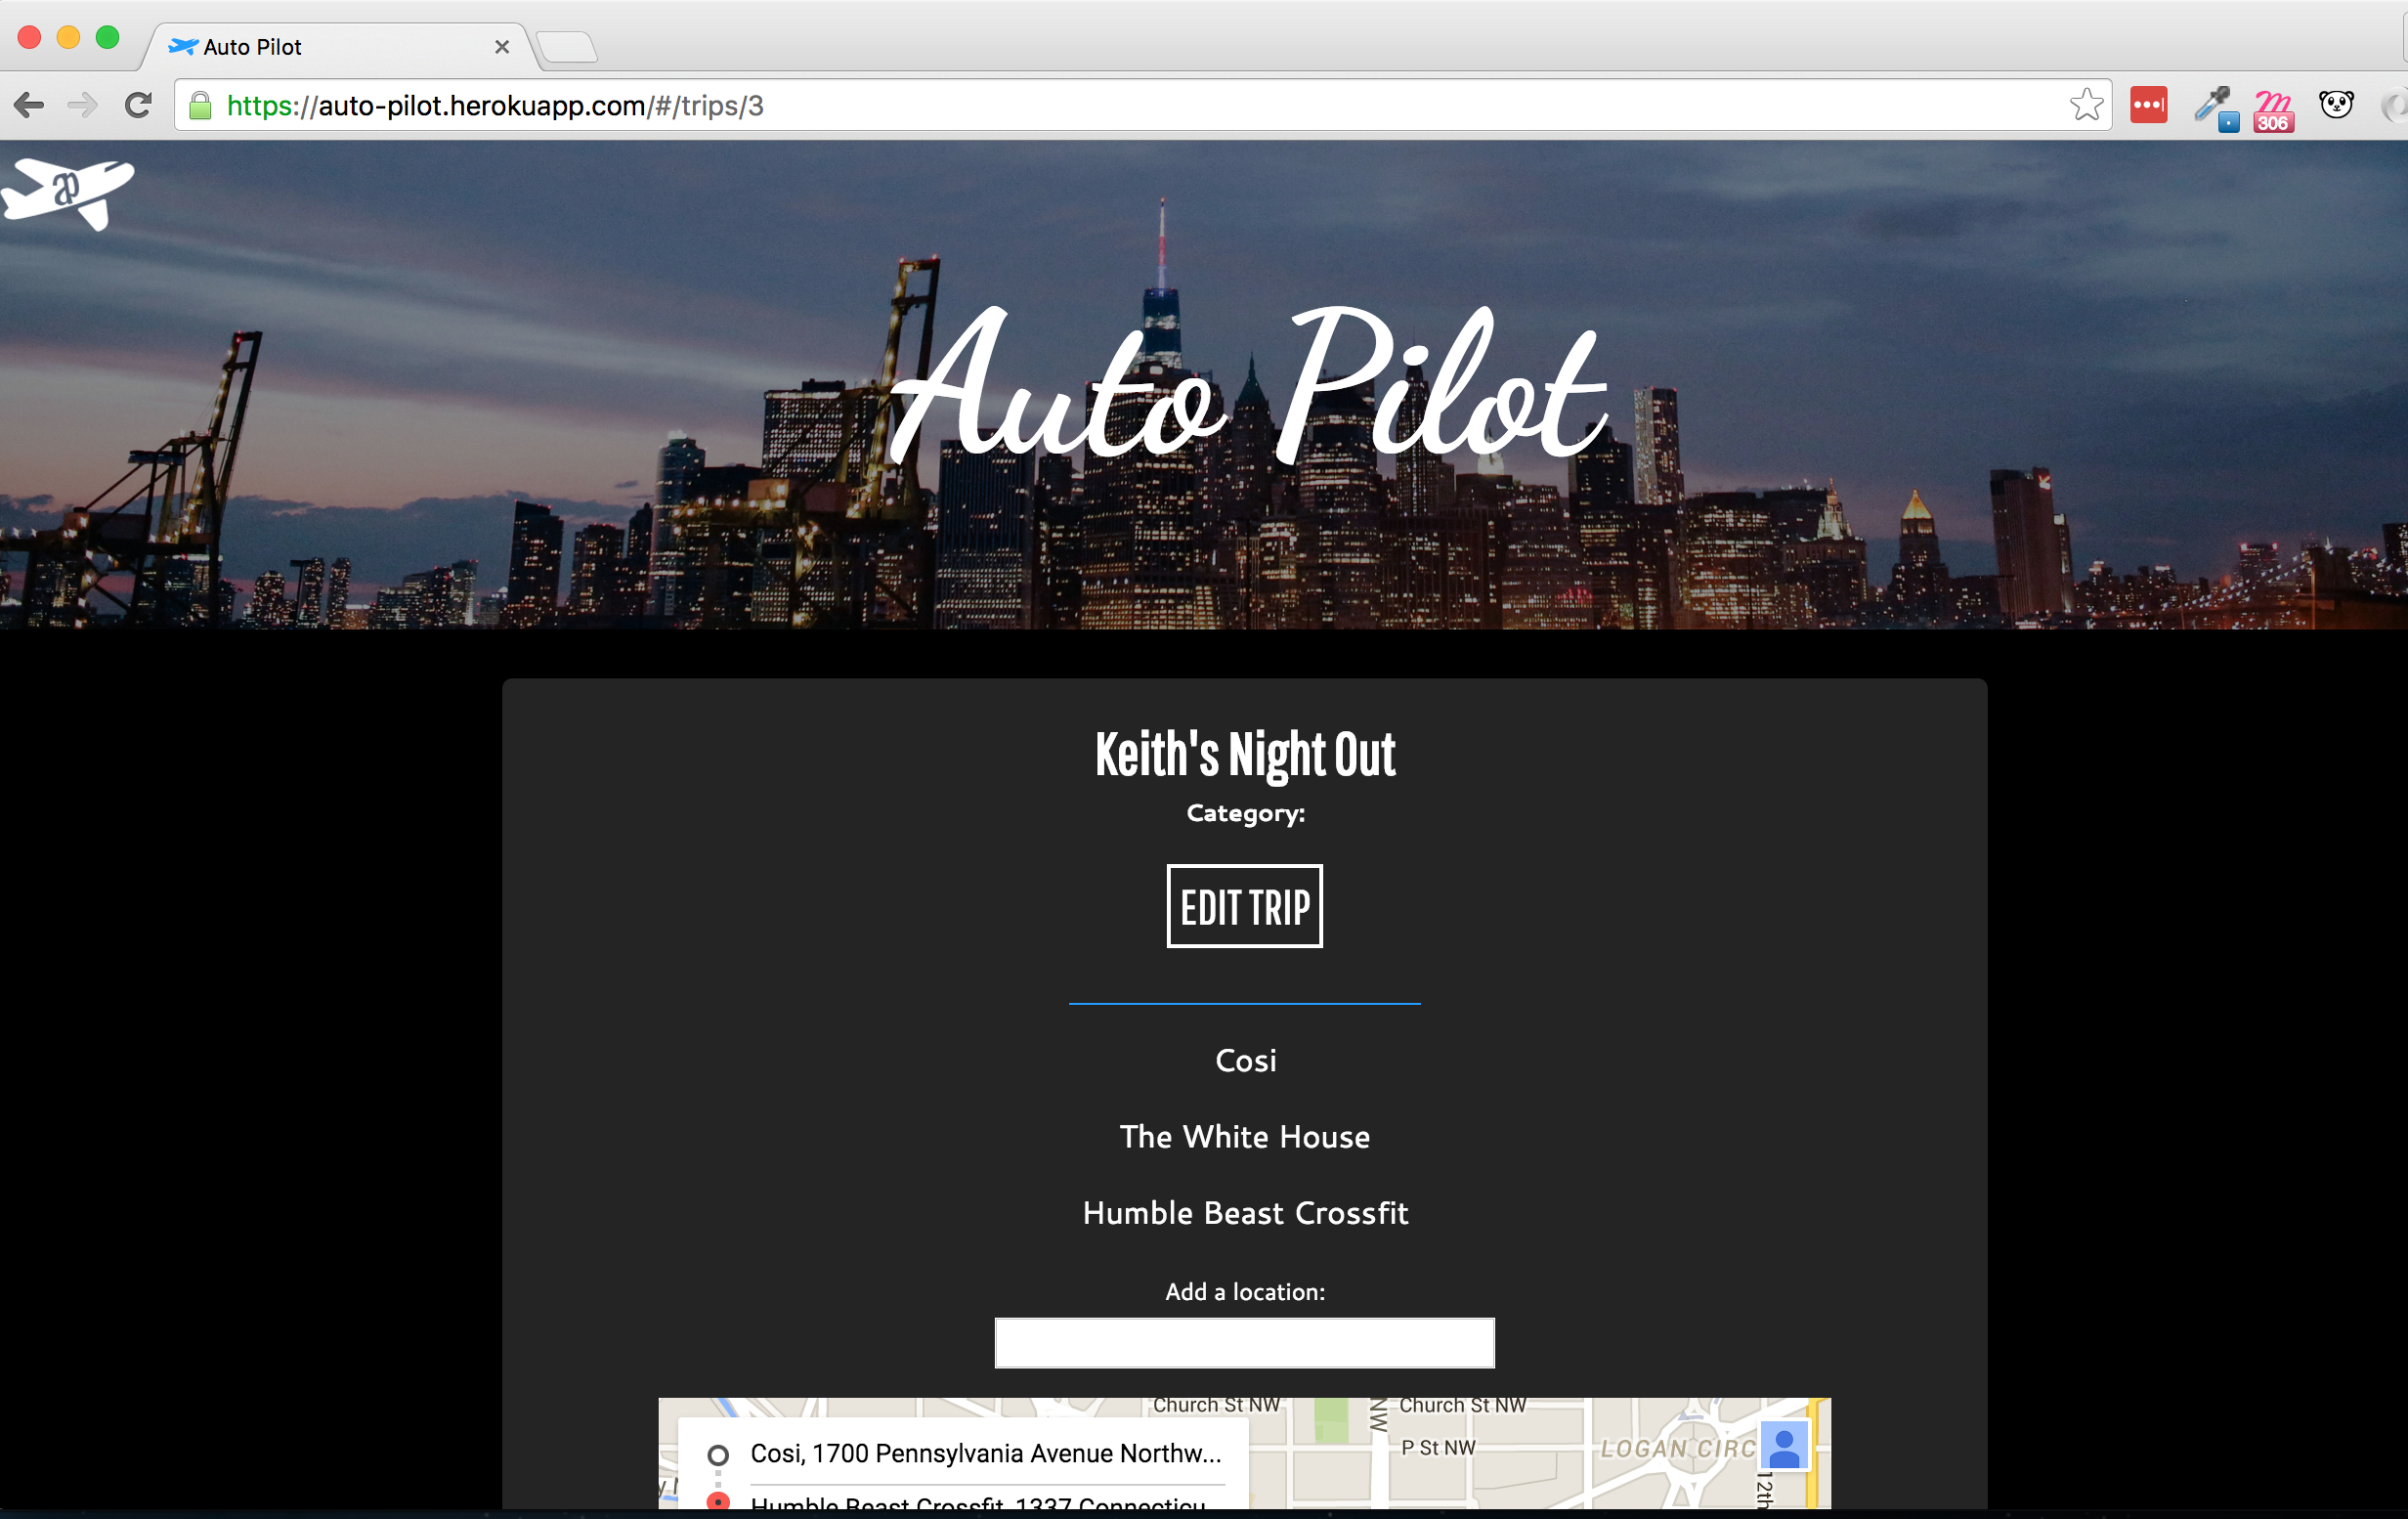 Auto Pilot
https://auto-pilot.herokuapp.com/#/trips/3
306
ap
Auto Pilot
Keith's Night Out
Category:
EDIT TRIP
Cosi
The White House
Humble Beast Crossfit
Add a location:
Church St NW
NW
Church St NW
Cosi, 1700 Pennsylvania Avenue Northw...
P St NW
LOGAN CIRC
12th
Humble Beast Crossfit, 1337 Connecticu